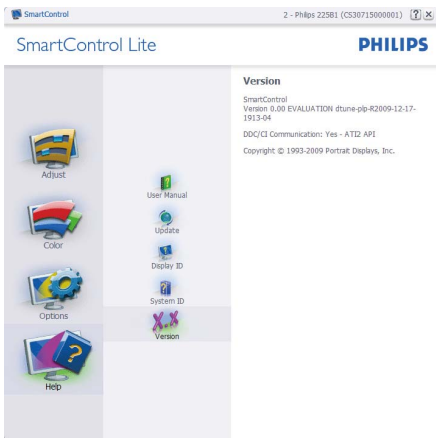 SmartControl
2 - Philips 225B1 (CS30715000001)
SmartControl Lite
PHILIPS
Adjust
Color
Options
Help
User Manual
Update
Display ID
System ID
Version
Version
SmartControl
Version 0.00 EVALUATION dtune-plp-R2009-12-17-
1913-04
DDC/CI Communication: Yes - ATI2 API
Copyright © 1993-2009 Portrait Displays, Inc.